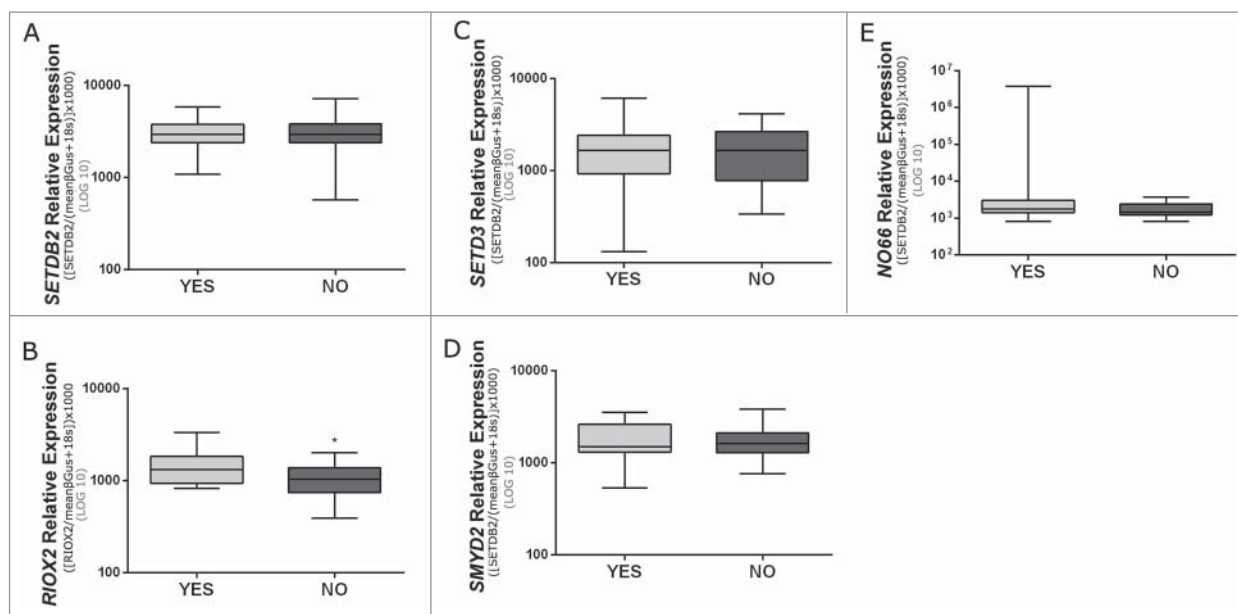 A
SETDB2 Relative Expression
([SETDB2/(meanβGus+18s)]x1000)
(LOG 10)
10000
1000
100
YES NO
B
RIOX2 Relative Expression
([RIOX2/meanβGus+18s])x1000
(LOG 10)
10000
1000
100
*
YES NO
C
SETD3 Relative Expression
([SETDB2/(meanβGus+18s)]x1000)
(LOG 10)
10000
1000
100
YES NO
D
SMYD2 Relative Expression
([SETDB2/(meanβGus+18s)]x1000)
(LOG 10)
10000
1000
100
YES NO
E
NO66 Relative Expression
([SETDB2/(meanβGus+18s)]x1000)
(LOG 10)
10⁷
10⁶
10⁵
10⁴
10³
10²
YES NO